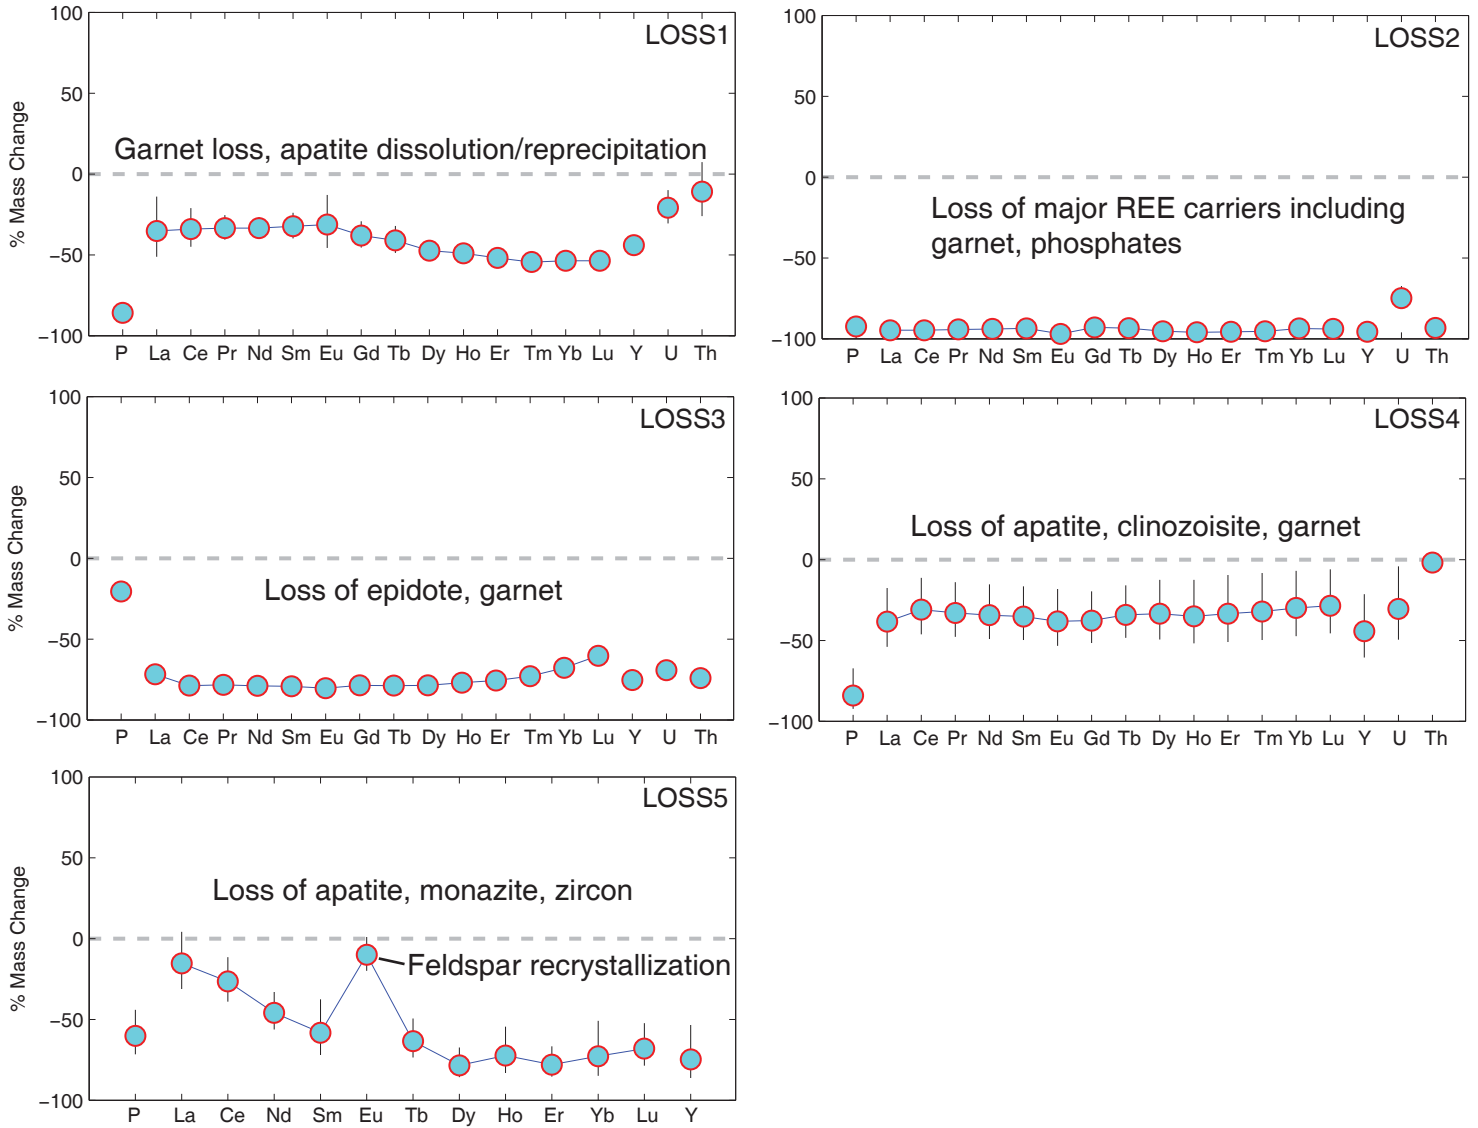 LOSS1
100
50
0
−50
−100
% Mass Change
Garnet loss, apatite dissolution/reprecipitation
P La Ce Pr Nd Sm Eu Gd Tb Dy Ho Er Tm Yb Lu Y U Th
LOSS2
100
50
0
−50
−100
Loss of major REE carriers including
garnet, phosphates
P La Ce Pr Nd Sm Eu Gd Tb Dy Ho Er Tm Yb Lu Y U Th
LOSS3
100
50
0
−50
−100
% Mass Change
Loss of epidote, garnet
P La Ce Pr Nd Sm Eu Gd Tb Dy Ho Er Tm Yb Lu Y U Th
LOSS4
100
50
0
−50
−100
Loss of apatite, clinozoisite, garnet
P La Ce Pr Nd Sm Eu Gd Tb Dy Ho Er Tm Yb Lu Y U Th
LOSS5
100
50
0
−50
−100
% Mass Change
Loss of apatite, monazite, zircon
Feldspar recrystallization
P La Ce Nd Sm Eu Tb Dy Ho Er Yb Lu Y